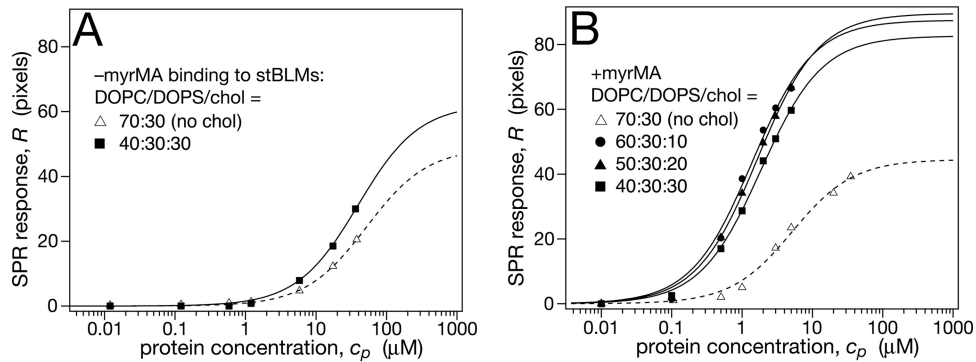 A
–myrMA binding to stBLMs:
DOPC/DOPS/chol =
70:30 (no chol)
40:30:30
80
60
40
20
0
SPR response, R (pixels)
0.01 0.1 1 10 100 1000
protein concentration, cp (µM)
B
+myrMA
DOPC/DOPS/chol =
70:30 (no chol)
60:30:10
50:30:20
40:30:30
80
60
40
20
0
SPR response, R (pixels)
0.01 0.1 1 10 100 1000
protein concentration, cp (µM)